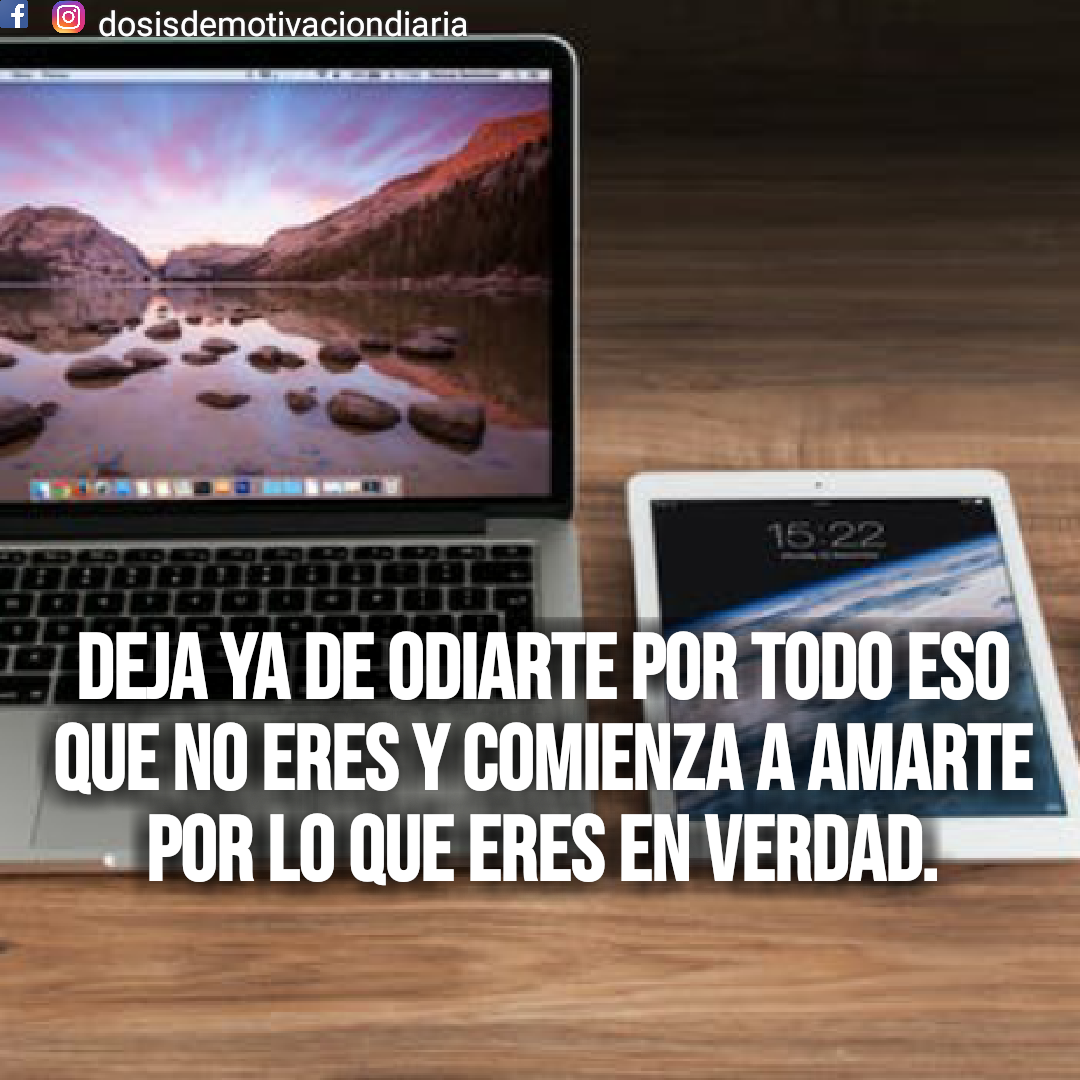 dosisdemotivaciondiaria
15:22
DEJA YA DE ODIARTE POR TODO ESO
QUE NO ERES Y COMIENZA A AMARTE
POR LO QUE ERES EN VERDAD.